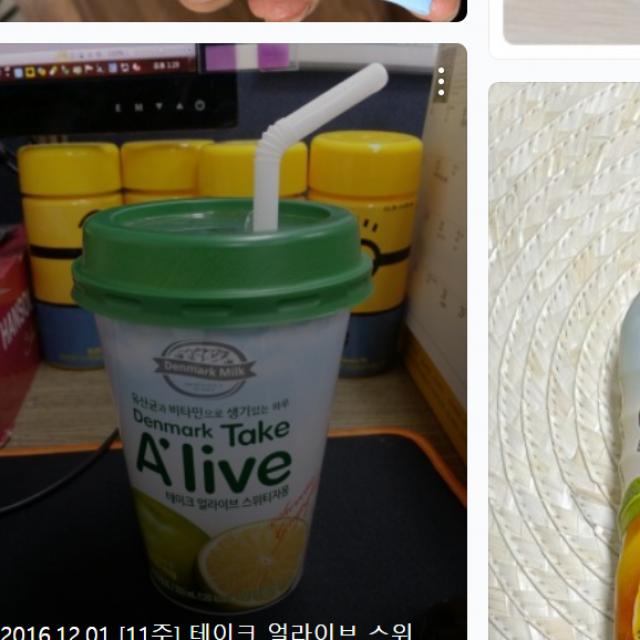 Denmark Milk
유산균과 비타민으로 생기있는 하루
Denmark Take
A'live
테이크 얼라이브 스위티자몽
2016.12.01 [11주] 테이크 얼라이브 스위